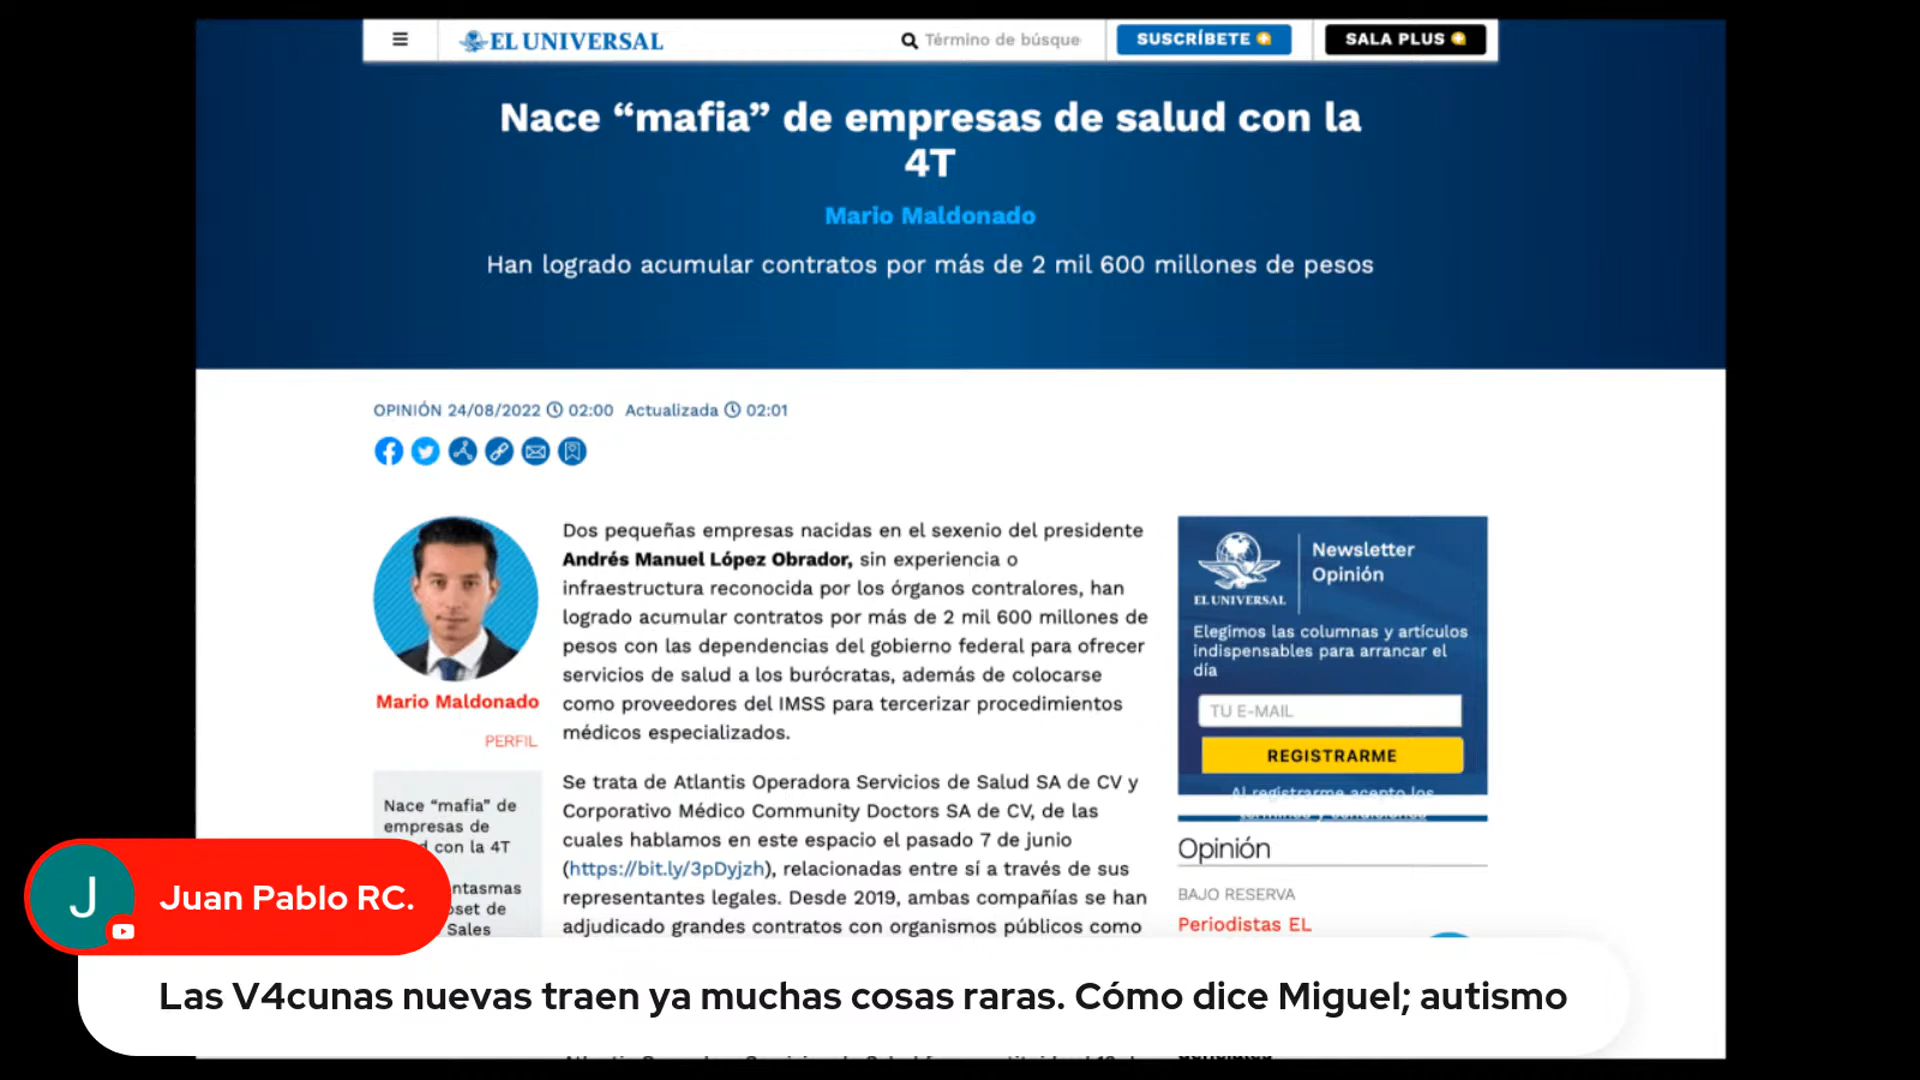 EL UNIVERSAL
Término de búsque
SUSCRÍBETE
SALA PLUS
Nace “mafia” de empresas de salud con la
4T
Mario Maldonado
Han logrado acumular contratos por más de 2 mil 600 millones de pesos
OPINIÓN 24/08/2022 02:00 Actualizada 02:01
Mario Maldonado
PERFIL
Nace “mafia” de
empresas de
d con la 4T
ntasmas
oset de
Sales
Dos pequeñas empresas nacidas en el sexenio del presidente
Andrés Manuel López Obrador, sin experiencia o
infraestructura reconocida por los órganos contralores, han
logrado acumular contratos por más de 2 mil 600 millones de
pesos con las dependencias del gobierno federal para ofrecer
servicios de salud a los burócratas, además de colocarse
como proveedores del IMSS para tercerizar procedimientos
médicos especializados.
Se trata de Atlantis Operadora Servicios de Salud SA de CV y
Corporativo Médico Community Doctors SA de CV, de las
cuales hablamos en este espacio el pasado 7 de junio
(https://bit.ly/3pDyjzh), relacionadas entre sí a través de sus
representantes legales. Desde 2019, ambas compañías se han
adjudicado grandes contratos con organismos públicos como
EL UNIVERSAL
Newsletter
Opinión
Elegimos las columnas y artículos
indispensables para arrancar el
día
TU E-MAIL
REGISTRARME
Al registrarme acepto los
términos y condiciones
Opinión
BAJO RESERVA
Periodistas EL
J
Juan Pablo RC.
Las V4cunas nuevas traen ya muchas cosas raras. Cómo dice Miguel; autismo